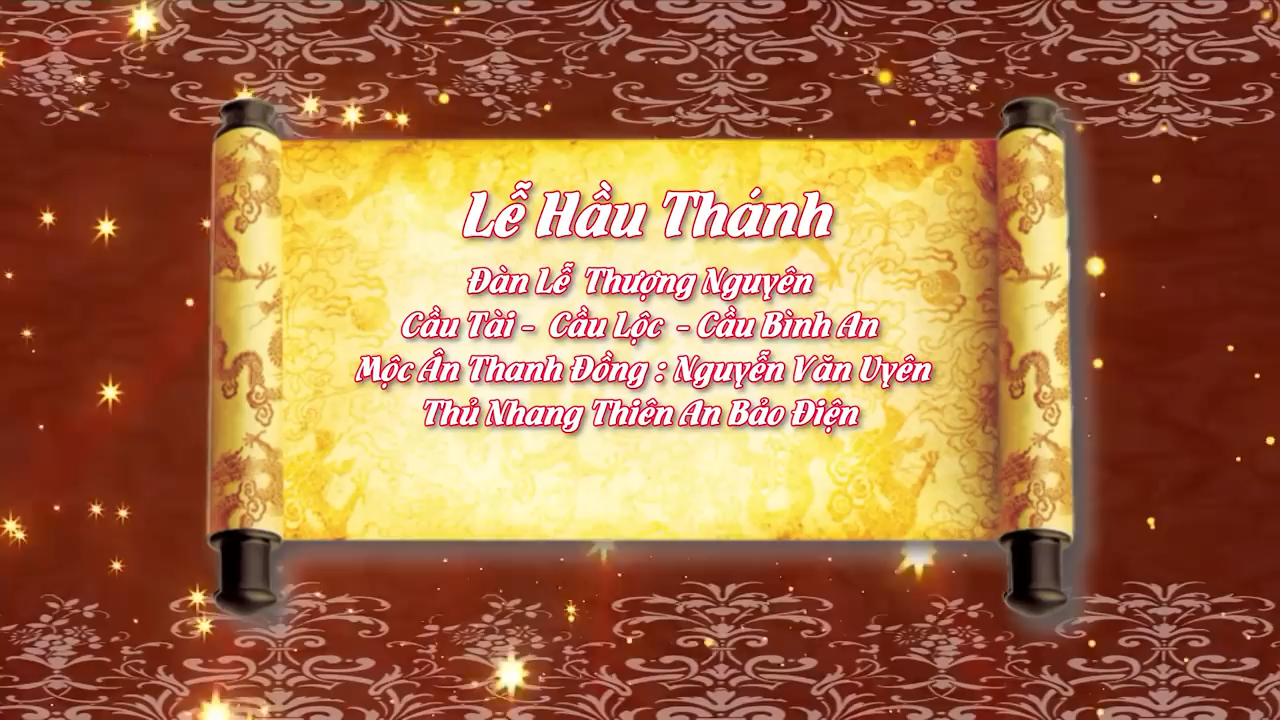 Lễ Hầu Thánh
Đàn Lễ Thượng Nguyên
Cầu Tài - Cầu Lộc - Cầu Bình An
Mộc Ân Thanh Đồng : Nguyễn Văn Uyên
Thủ Nhang Thiên An Bảo Điện